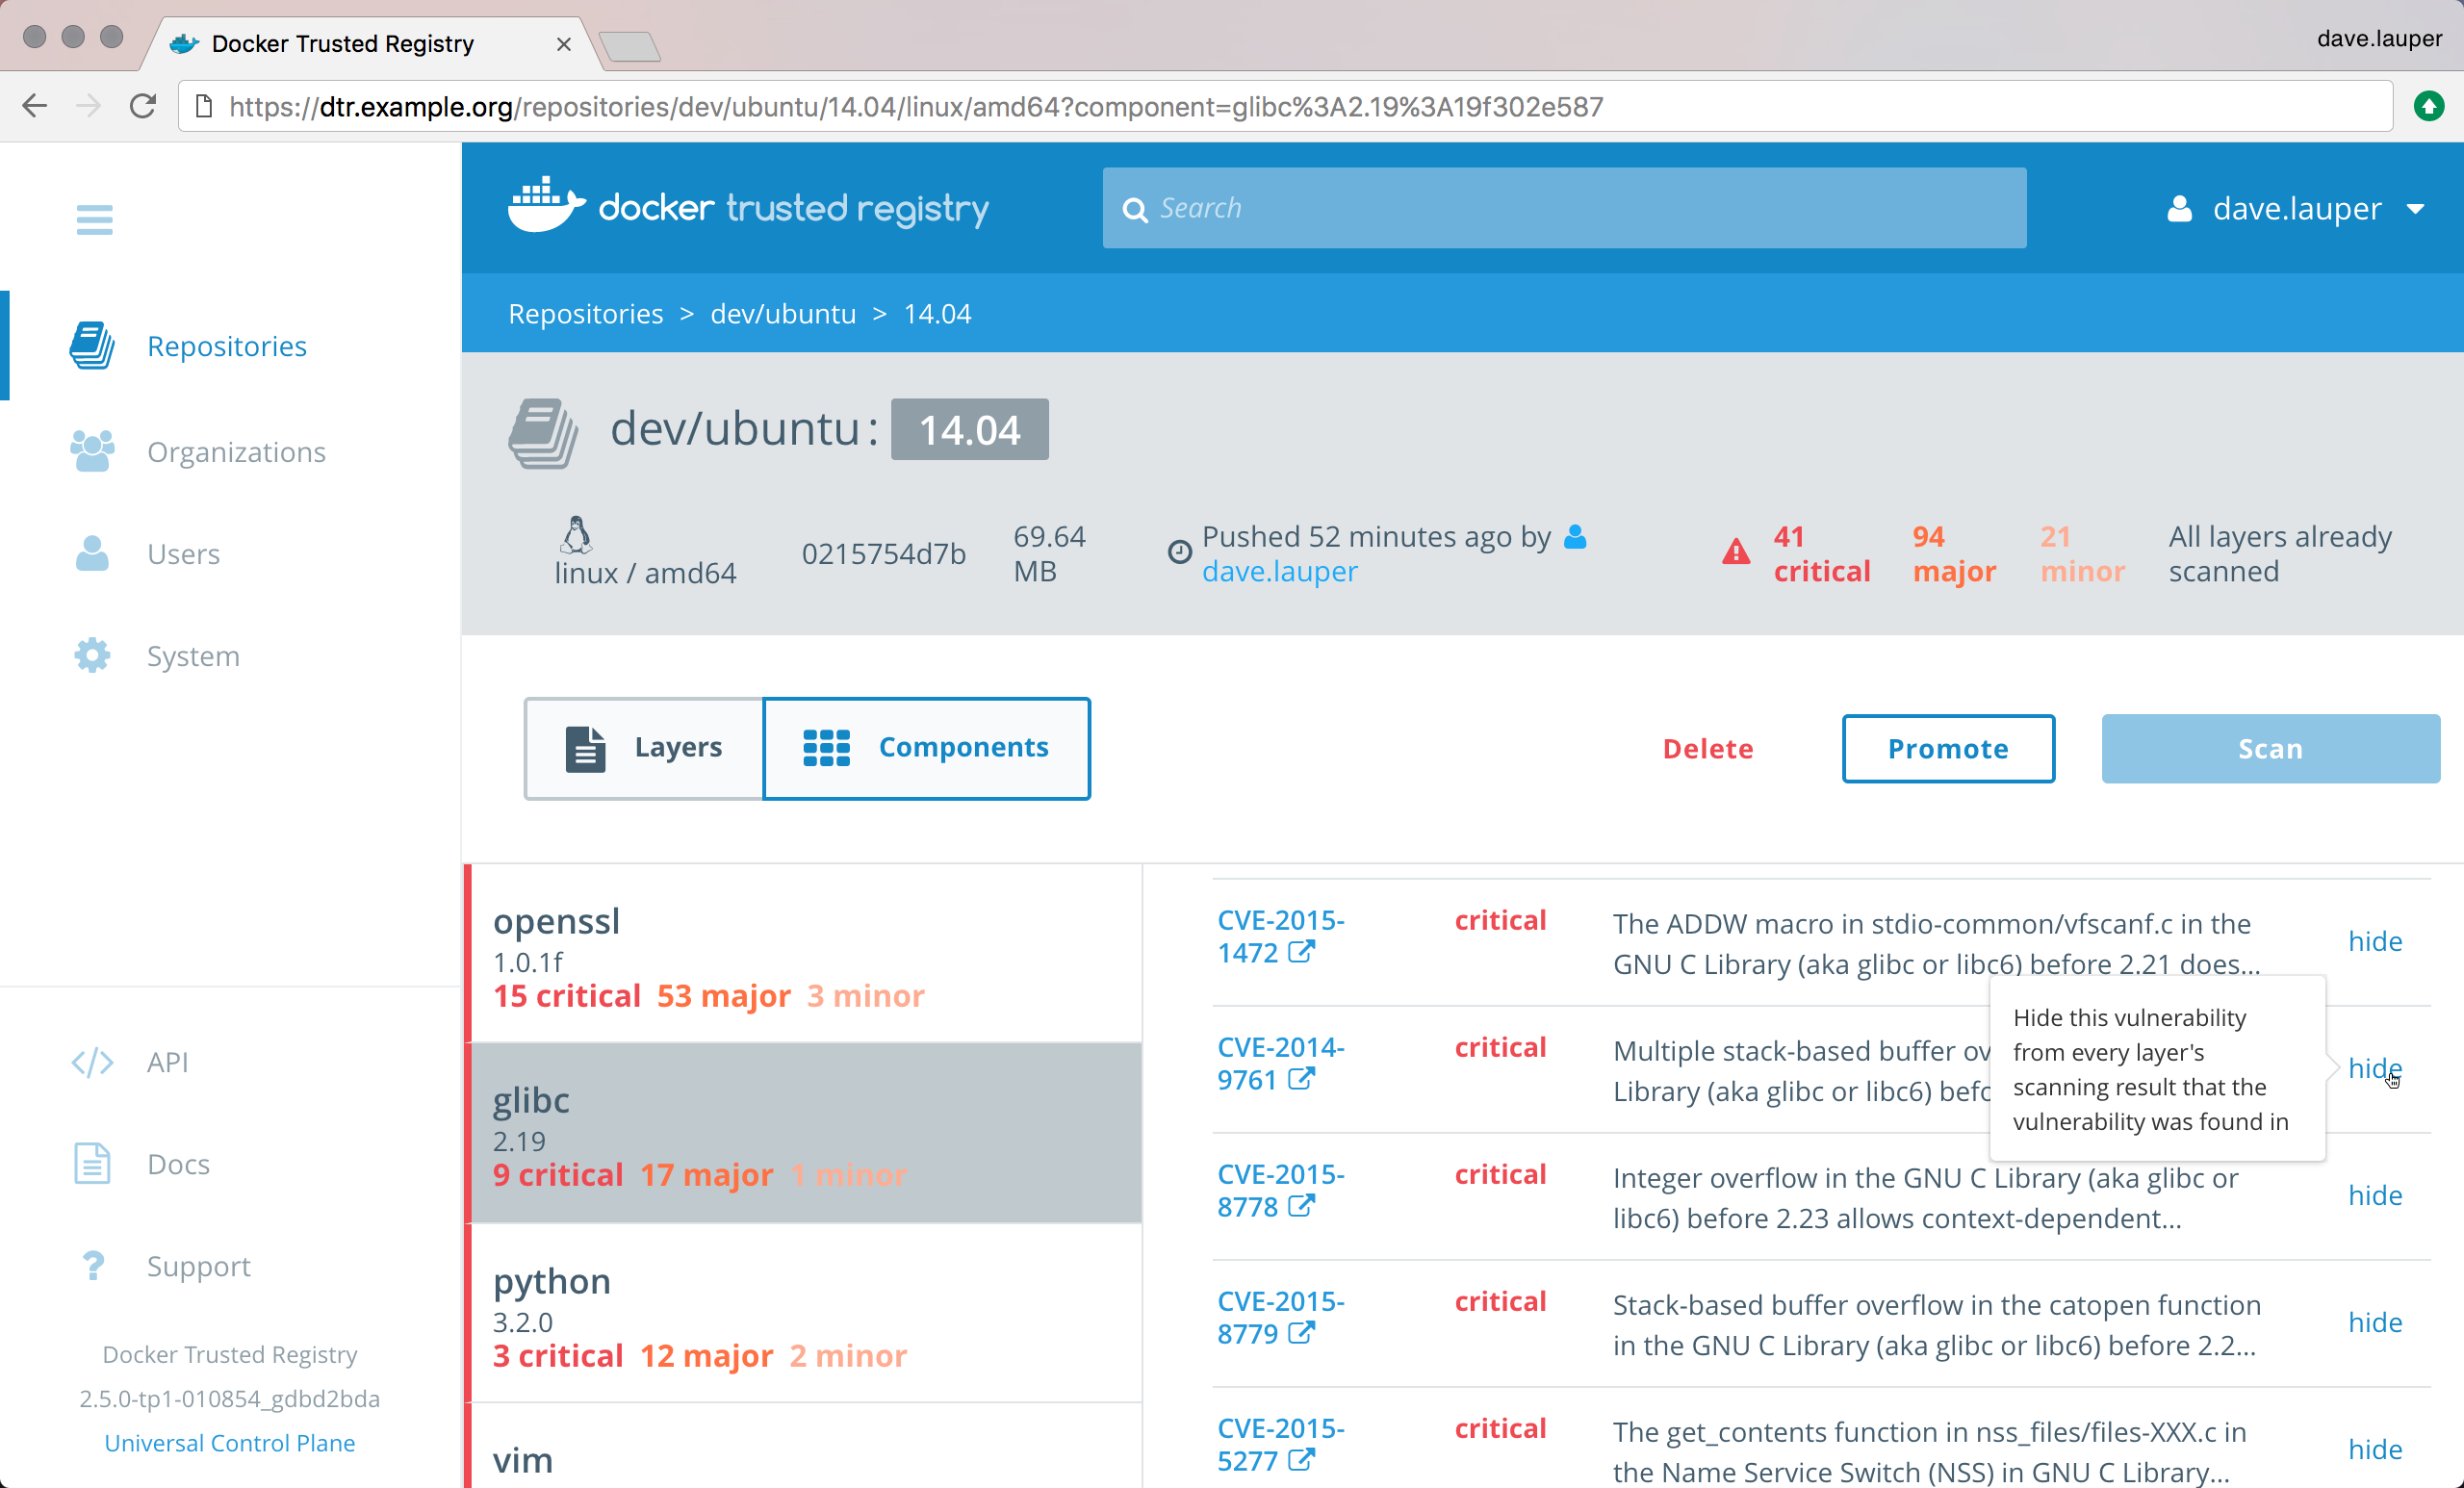 Docker Trusted Registry
dave.lauper
https://dtr.example.org/repositories/dev/ubuntu/14.04/linux/amd64?component=glibc%3A2.19%3A19f302e587
docker trusted registry
Search
dave.lauper
Repositories > dev/ubuntu > 14.04
Repositories
Organizations
Users
System
API
Docs
Support
Docker Trusted Registry
2.5.0-tp1-010854_gdbd2bda
Universal Control Plane
dev/ubuntu : 14.04
linux / amd64
0215754d7b
69.64
MB
Pushed 52 minutes ago by
dave.lauper
41
critical
94
major
21
minor
All layers already
scanned
Layers
Components
Delete
Promote
Scan
openssl
1.0.1f
15 critical 53 major 3 minor
glibc
2.19
9 critical 17 major 1 minor
python
3.2.0
3 critical 12 major 2 minor
vim
CVE-2015-
1472
critical
The ADDW macro in stdio-common/vfscanf.c in the
GNU C Library (aka glibc or libc6) before 2.21 does...
hide
CVE-2014-
9761
critical
Multiple stack-based buffer ov
Library (aka glibc or libc6) befo
hide
Hide this vulnerability
from every layer's
scanning result that the
vulnerability was found in
CVE-2015-
8778
critical
Integer overflow in the GNU C Library (aka glibc or
libc6) before 2.23 allows context-dependent...
hide
CVE-2015-
8779
critical
Stack-based buffer overflow in the catopen function
in the GNU C Library (aka glibc or libc6) before 2.2...
hide
CVE-2015-
5277
critical
The get_contents function in nss_files/files-XXX.c in
the Name Service Switch (NSS) in GNU C Library...
hide